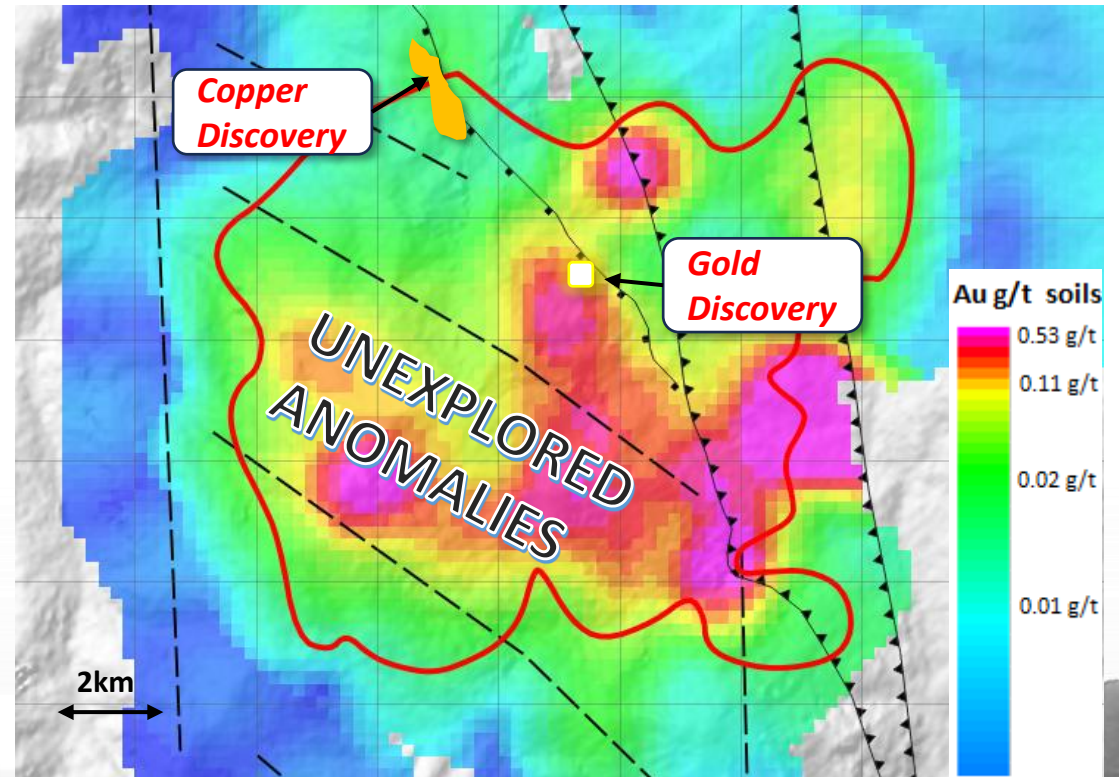 Copper
Discovery
Gold
Discovery
UNEXPLORED
ANOMALIES
2km
Au g/t soils
0.53 g/t
0.11 g/t
0.02 g/t
0.01 g/t